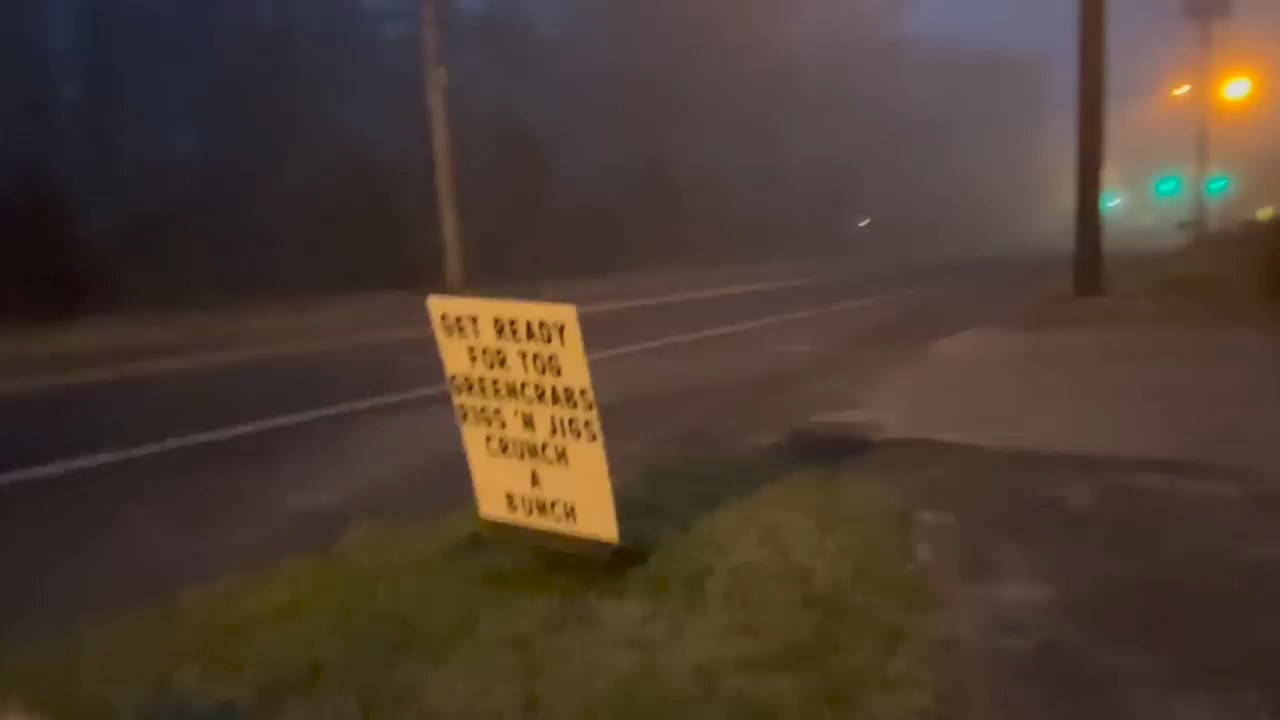 GET READY
FOR TOG
GREENCRABS
RIGS 'N JIGS
CRUNCH
A
BUNCH